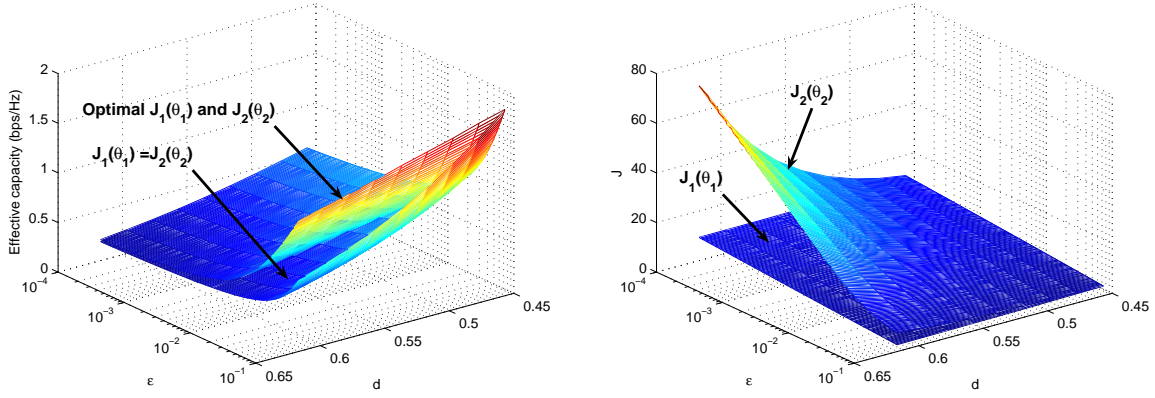 2
1.5
1
0.5
0
Effective capacity (bps/Hz)
Optimal J1(θ1) and J2(θ2)
J1(θ1) =J2(θ2)
10−4
10−3
10−2
10−1
ε
0.65
0.6
0.55
0.5
0.45
d
80
60
40
20
0
J
J2(θ2)
J1(θ1)
10−4
10−3
10−2
10−1
ε
0.65
0.6
0.55
0.5
0.45
d